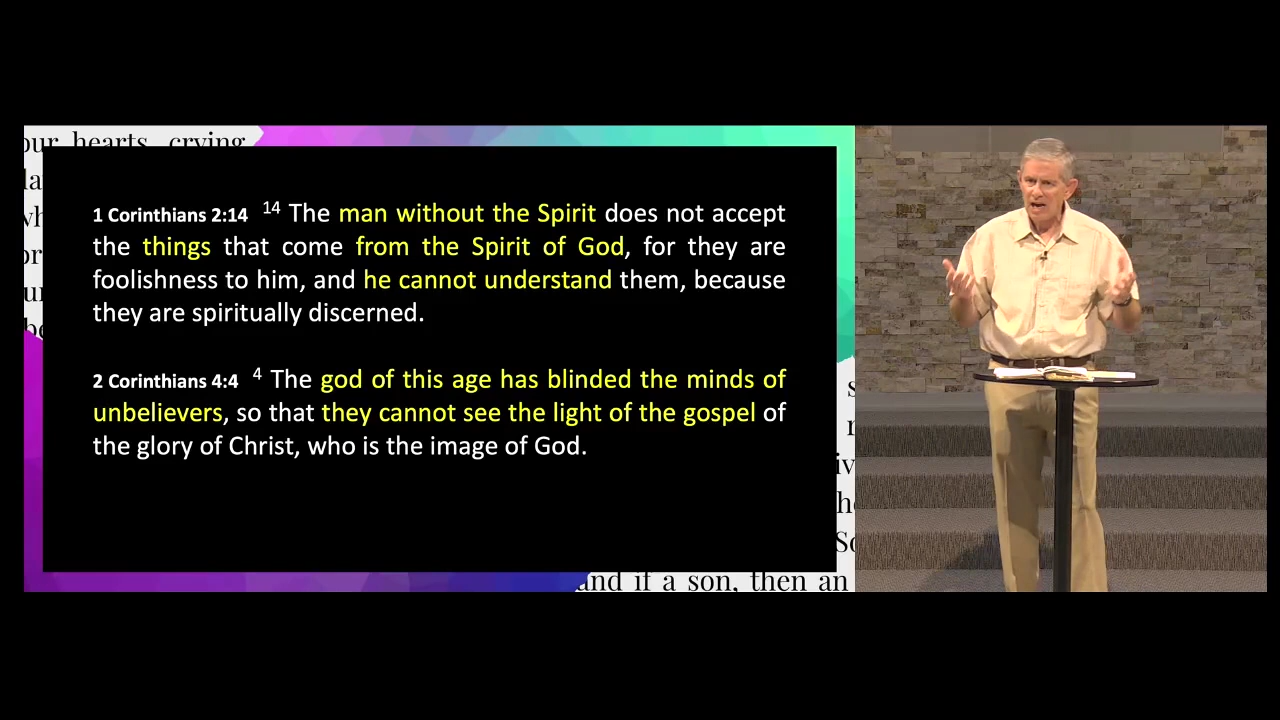 our hearts, crying
1 Corinthians 2:14 14 The man without the Spirit does not accept
the things that come from the Spirit of God, for they are
foolishness to him, and he cannot understand them, because
they are spiritually discerned.
2 Corinthians 4:4 4 The god of this age has blinded the minds of
unbelievers, so that they cannot see the light of the gospel of
the glory of Christ, who is the image of God.
and if a son, then an